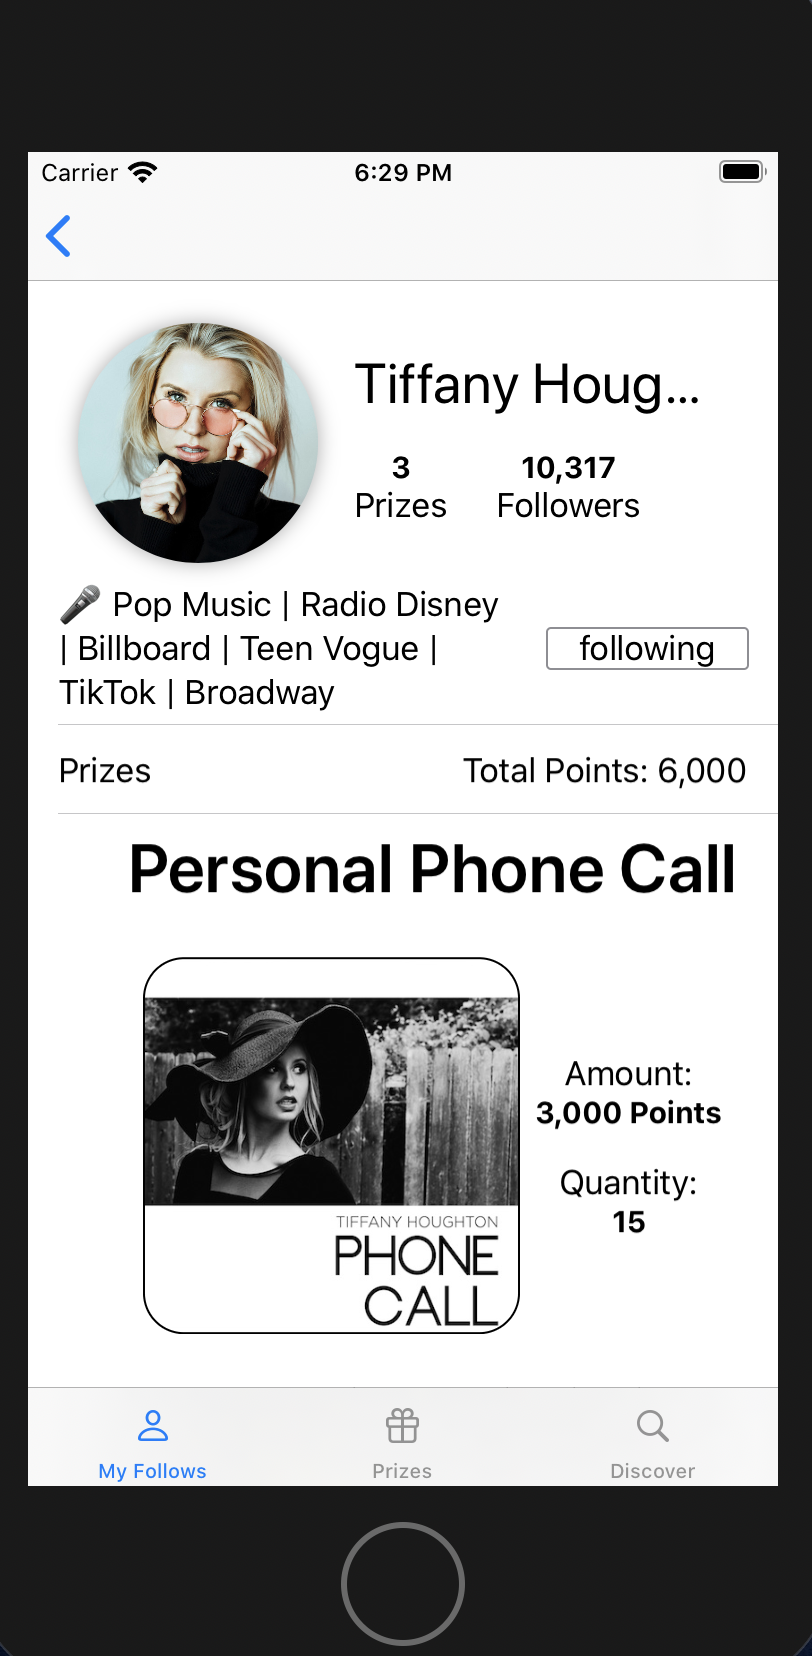 Carrier 6:29 PM
Tiffany Houg...
3 10,317
Prizes Followers
🎤 Pop Music | Radio Disney
| Billboard | Teen Vogue |
TikTok | Broadway
following
Prizes Total Points: 6,000
Personal Phone Call
Amount:
3,000 Points
Quantity:
15
TIFFANY HOUGHTON
PHONE
CALL
My Follows Prizes Discover